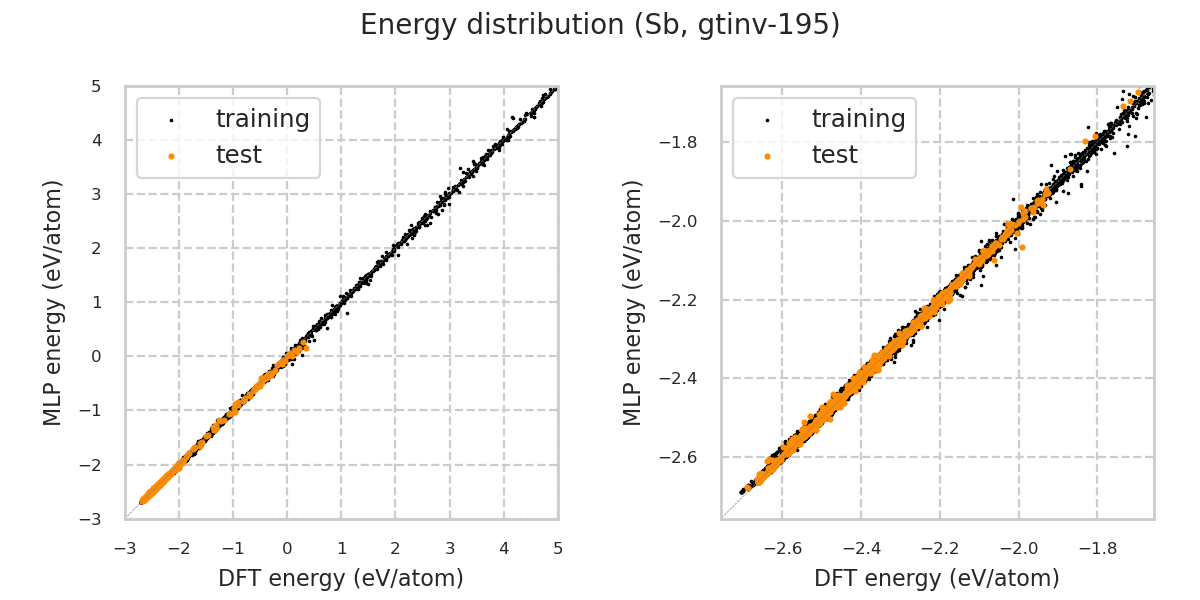 Energy distribution (Sb, gtinv-195)
MLP energy (eV/atom)
5
4
3
2
1
0
−1
−2
−3
training
test
−3 −2 −1 0 1 2 3 4 5
DFT energy (eV/atom)
MLP energy (eV/atom)
−1.8
−2.0
−2.2
−2.4
−2.6
training
test
−2.6 −2.4 −2.2 −2.0 −1.8
DFT energy (eV/atom)